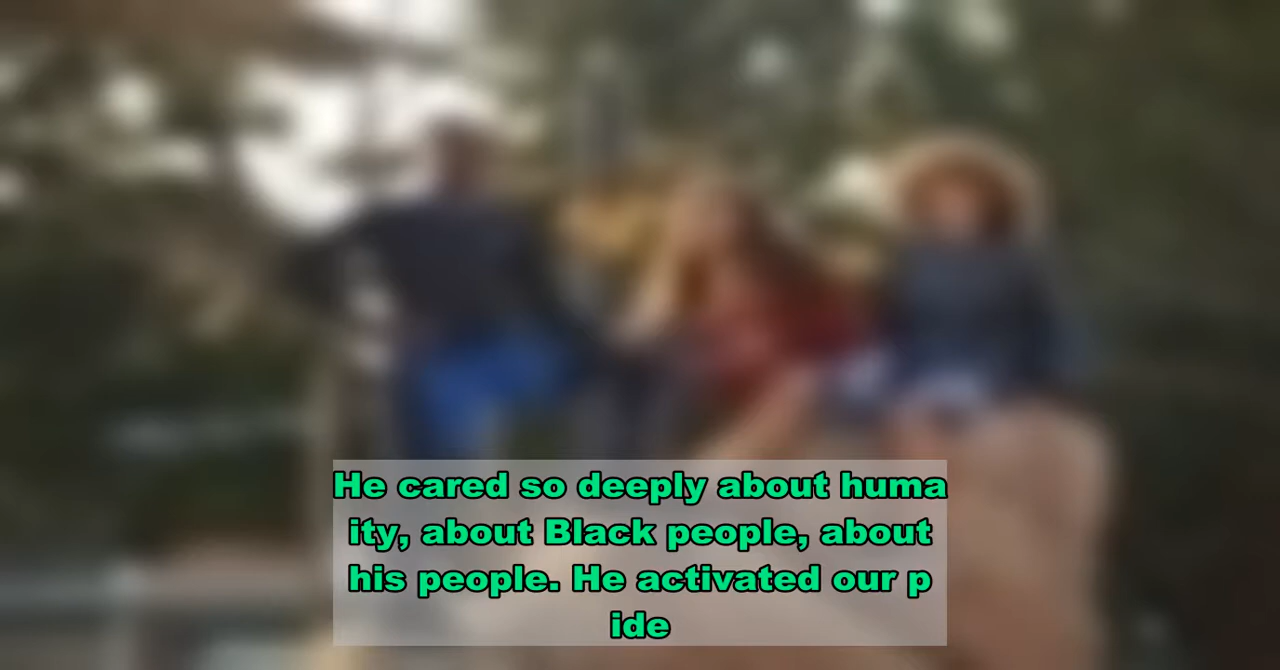 He cared so deeply about huma
ity, about Black people, about
his people. He activated our p
ide